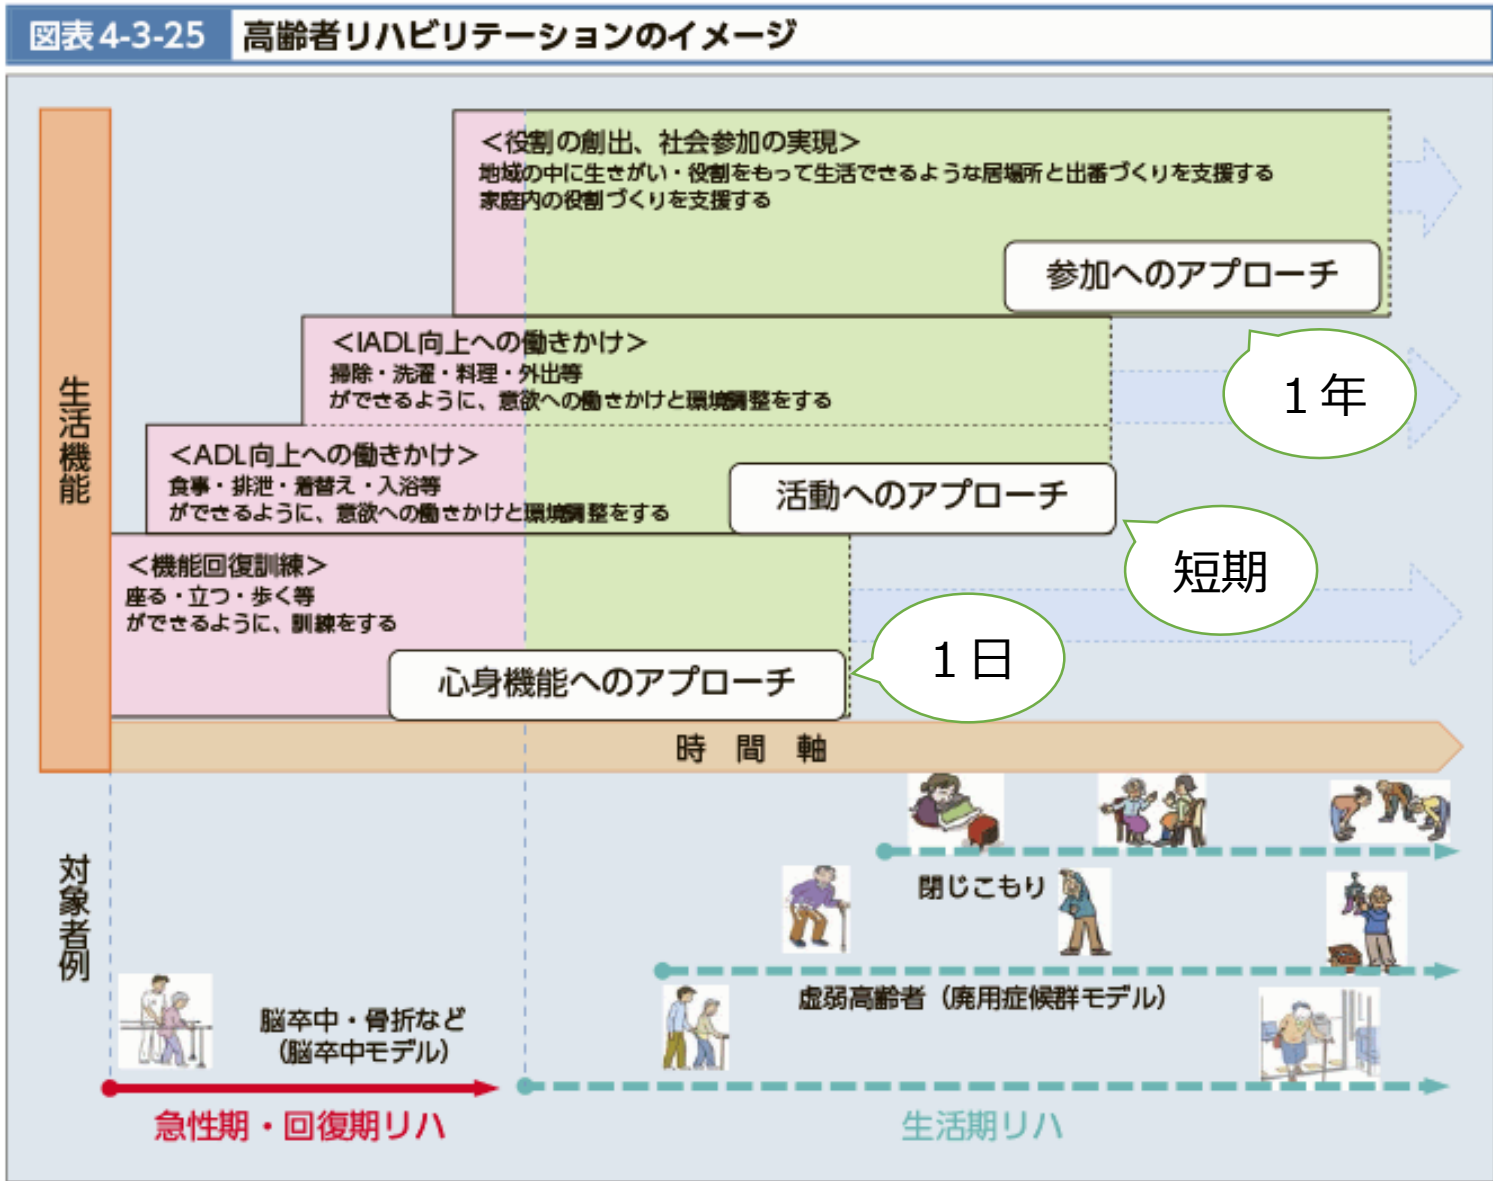 図表4-3-25 高齢者リハビリテーションのイメージ
＜役割の創出、社会参加の実現＞
地域の中に生きがい・役割をもって生活できるような居場所と出番づくりを支援する
家庭内の役割づくりを支援する
参加へのアプローチ
１年
＜IADL向上への働きかけ＞
掃除・洗濯・料理・外出等
ができるように、意欲への働きかけと環境調整をする
＜ADL向上への働きかけ＞
食事・排泄・着替え・入浴等
ができるように、意欲への働きかけと環境調整をする
活動へのアプローチ
短期
＜機能回復訓練＞
座る・立つ・歩く等
ができるように、訓練をする
心身機能へのアプローチ
１日
生活機能
時間軸
対象者例
閉じこもり
虚弱高齢者（廃用症候群モデル）
脳卒中・骨折など
（脳卒中モデル）
急性期・回復期リハ
生活期リハ